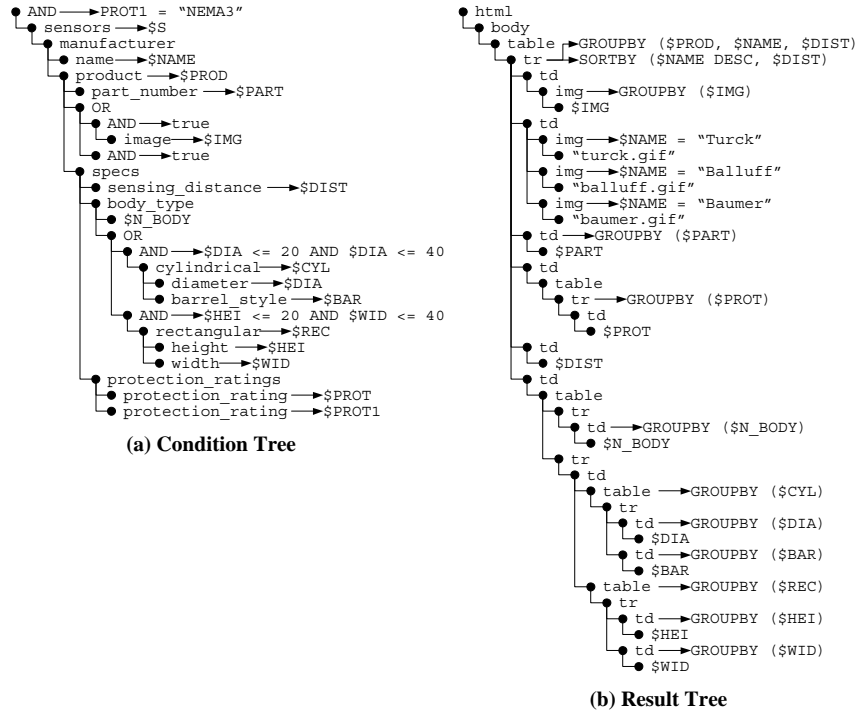 AND PROT1 = “NEMA3”
sensors $S
manufacturer
name $NAME
product $PROD
part_number $PART
OR
AND true
image $IMG
AND true
specs
sensing_distance $DIST
body_type
$N_BODY
OR
AND $DIA <= 20 AND $DIA <= 40
cylindrical $CYL
diameter $DIA
barrel_style $BAR
AND $HEI <= 20 AND $WID <= 40
rectangular $REC
height $HEI
width $WID
protection_ratings
protection_rating $PROT
protection_rating $PROT1
(a) Condition Tree
html
body
table GROUPBY ($PROD, $NAME, $DIST)
tr SORTBY ($NAME DESC, $DIST)
td
img GROUPBY ($IMG)
$IMG
td
img $NAME = “Turck”
“turck.gif”
img $NAME = “Balluff”
“balluff.gif”
img $NAME = “Baumer”
“baumer.gif”
td GROUPBY ($PART)
$PART
td
table
tr GROUPBY ($PROT)
td
$PROT
td
$DIST
td
table
tr
td GROUPBY ($N_BODY)
$N_BODY
tr
td
table GROUPBY ($CYL)
tr
td GROUPBY ($DIA)
$DIA
td GROUPBY ($BAR)
$BAR
table GROUPBY ($REC)
tr
td GROUPBY ($HEI)
$HEI
td GROUPBY ($WID)
$WID
(b) Result Tree